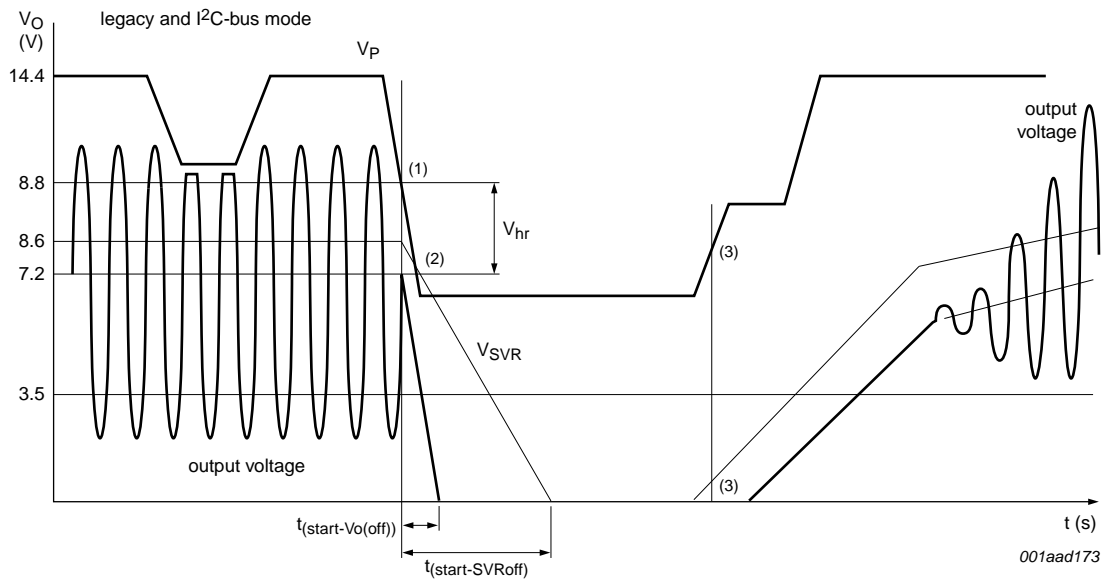 legacy and I²C-bus mode
V_O
(V)
V_P
14.4
output
voltage
8.8
(1)
V_hr
8.6
(2)
(3)
7.2
V_SVR
3.5
output voltage
(3)
t_(start-Vo(off))
t (s)
t_(start-SVRoff)
001aad173